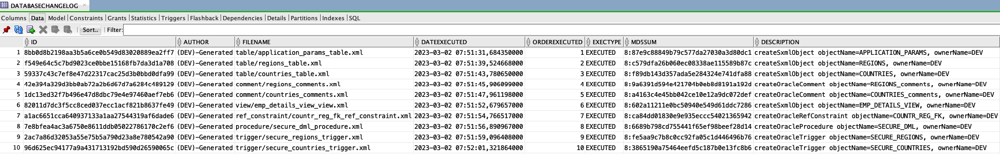 DATABASECHANGELOG
Columns Data Model Constraints Grants Statistics Triggers Flashback Dependencies Details Partitions Indexes SQL
Sort.. Filter:
ID AUTHOR FILENAME DATEEXECUTED ORDEREXECUTED EXECTYPE MD5SUM DESCRIPTION
1 8bb0d8b2198aa3b5a6ce0b549d83020889ea2ff7 (DEV)-Generated table/application_params_table.xml 2023-03-02 07:51:31,684350000 1 EXECUTED 8:87e9c88849b79c577da27030a3d80dc1 createSxmlObject objectName=APPLICATION_PARAMS, ownerName=DEV
2 f549e64c5c7bd9023ce0bbe15168fb7da3d1a708 (DEV)-Generated table/regions_table.xml 2023-03-02 07:51:39,524668000 2 EXECUTED 8:c579dfa26b060ec08338ae115589b87c createSxmlObject objectName=REGIONS, ownerName=DEV
3 59337c43c7ef8e47d22317cac25d3b0bbd0dfa99 (DEV)-Generated table/countries_table.xml 2023-03-02 07:51:43,780650000 3 EXECUTED 8:f89db143d357ada5e284324e741dfa88 createSxmlObject objectName=COUNTRIES, ownerName=DEV
4 42e394a329d3bb0ab72a2b6d67d7a6284c489129 (DEV)-Generated comment/regions_comments.xml 2023-03-02 07:51:45,906099000 4 EXECUTED 8:9a6391d594e421704b0eb8d8191a192d createOracleComment objectName=REGIONS_comments, ownerName=DEV
5 1dc13ed32f7b496e47d8dbc79e4e97460aef7eb6 (DEV)-Generated comment/countries_comments.xml 2023-03-02 07:51:47,961198000 5 EXECUTED 8:a4163c4e45bb042ce10e12a9dc072def createOracleComment objectName=COUNTRIES_comments, ownerName=DEV
6 82011d7dc3f5cc8ced037ecc1acf821b8637fe49 (DEV)-Generated view/emp_details_view_view.xml 2023-03-02 07:51:52,679657000 6 EXECUTED 8:602a11211e0bc50940e549d61ddc7286 createSxmlObject objectName=EMP_DETAILS_VIEW, ownerName=DEV
7 a1ac6651cca640937133a1aa27544319af6dade6 (DEV)-Generated ref_constraint/countr_reg_fk_ref_constraint.xml 2023-03-02 07:51:54,766517000 7 EXECUTED 8:ca84dd01830e9e935eccc54021365942 createOracleRefConstraint objectName=COUNTR_REG_FK, ownerName=DEV
8 7e8bfea4ac3a6750e8611ddb05022786170c2ef6 (DEV)-Generated procedure/secure_dml_procedure.xml 2023-03-02 07:51:56,890967000 8 EXECUTED 8:6689b798cd755441f65ef98beef28d14 createOracleProcedure objectName=SECURE_DML, ownerName=DEV
9 2ac7a86d32053a55e75b5a790d23a8e780542a90 (DEV)-Generated trigger/secure_regions_trigger.xml 2023-03-02 07:51:59,096408000 9 EXECUTED 8:fe5aa9c7b8c0cc92fa05c1d446496b76 createOracleTrigger objectName=SECURE_REGIONS, ownerName=DEV
10 96d625ec94177a9a431713192bd590d26590065c (DEV)-Generated trigger/secure_countries_trigger.xml 2023-03-02 07:52:01,321864000 10 EXECUTED 8:3865190a75464eefd5c187b0e13fc8b6 createOracleTrigger objectName=SECURE_COUNTRIES, ownerName=DEV